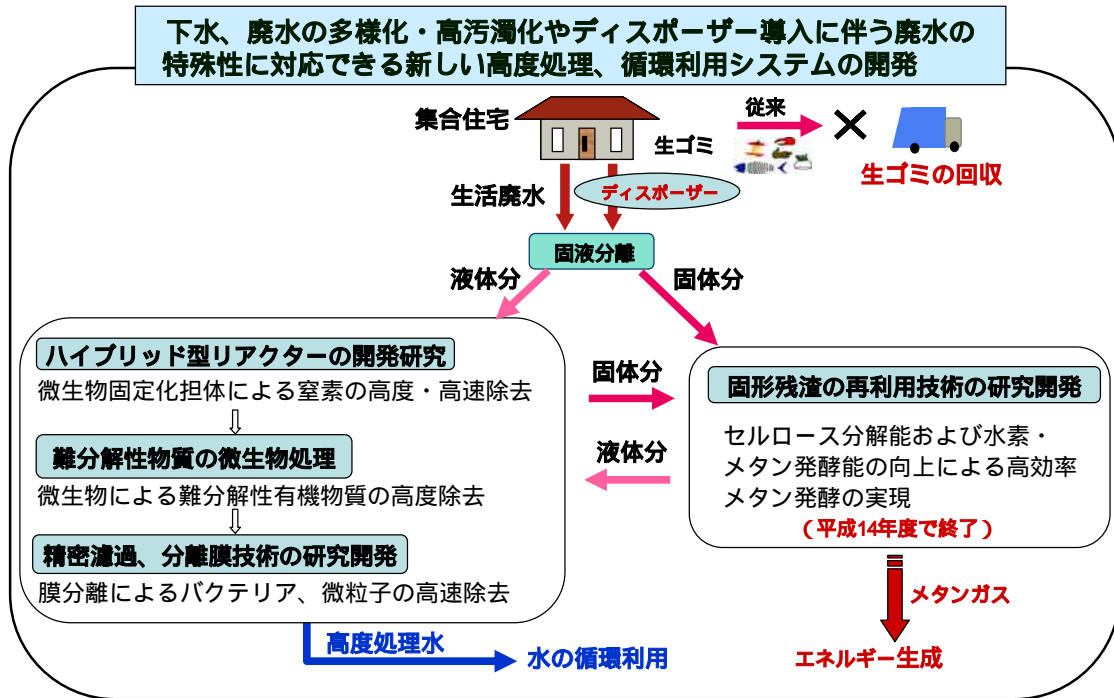 下水、廃水の多様化・高汚濁化やディスポーザー導入に伴う廃水の
特殊性に対応できる新しい高度処理、循環利用システムの開発
集合住宅
従来
生ゴミ
生ゴミの回収
生活廃水
ディスポーザー
固液分離
液体分
固体分
ハイブリッド型リアクターの開発研究
微生物固定化担体による窒素の高度・高速除去
難分解性物質の微生物処理
微生物による難分解性有機物質の高度除去
精密濾過、分離膜技術の研究開発
膜分離によるバクテリア、微粒子の高速除去
固体分
液体分
固形残渣の再利用技術の研究開発
セルロース分解能および水素・
メタン発酵能の向上による高効率
メタン発酵の実現
（平成14年度で終了）
メタンガス
エネルギー生成
高度処理水
水の循環利用